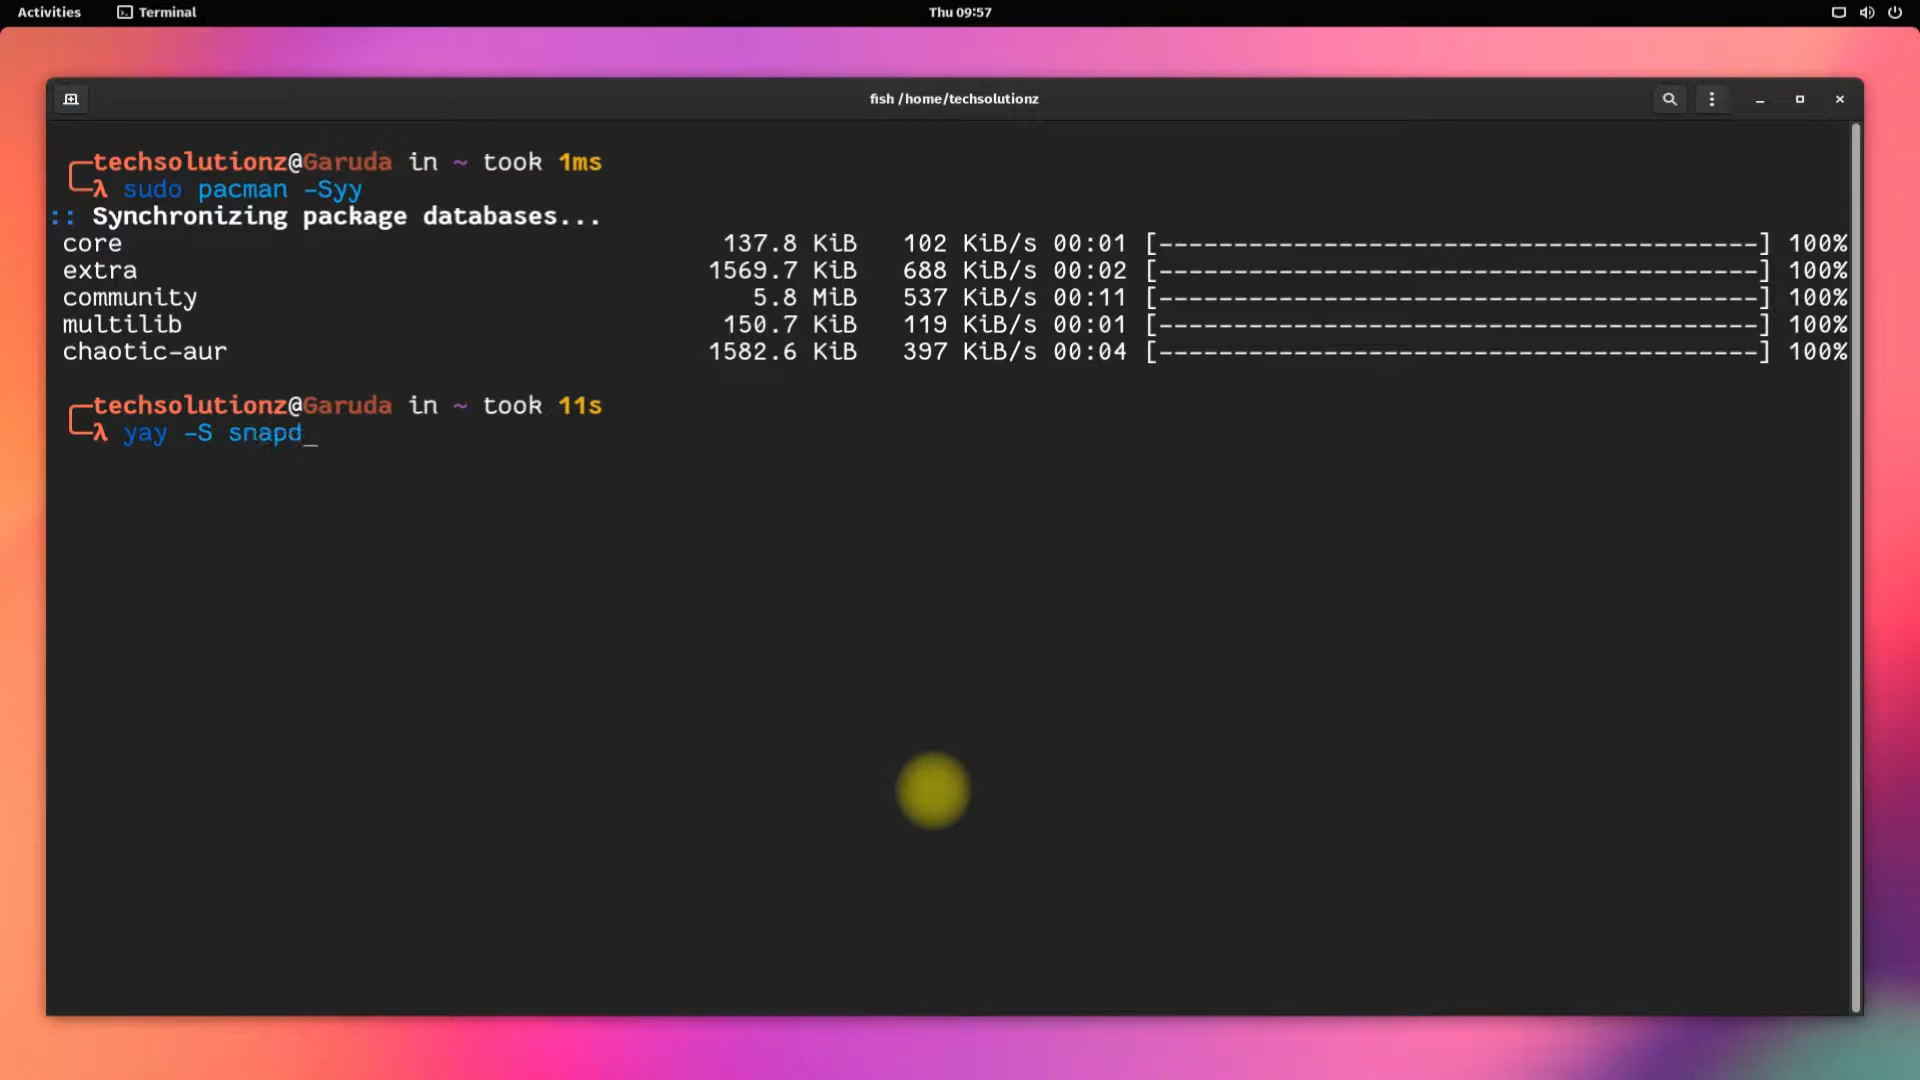 Activities Terminal Thu 09:57
fish /home/techsolutionz
techsolutionz@Garuda in ~ took 1ms
λ sudo pacman -Syy
:: Synchronizing package databases...
core 137.8 KiB 102 KiB/s 00:01 [----------------------------------------] 100%
extra 1569.7 KiB 688 KiB/s 00:02 [----------------------------------------] 100%
community 5.8 MiB 537 KiB/s 00:11 [----------------------------------------] 100%
multilib 150.7 KiB 119 KiB/s 00:01 [----------------------------------------] 100%
chaotic-aur 1582.6 KiB 397 KiB/s 00:04 [----------------------------------------] 100%
techsolutionz@Garuda in ~ took 11s
λ yay -S snapd_